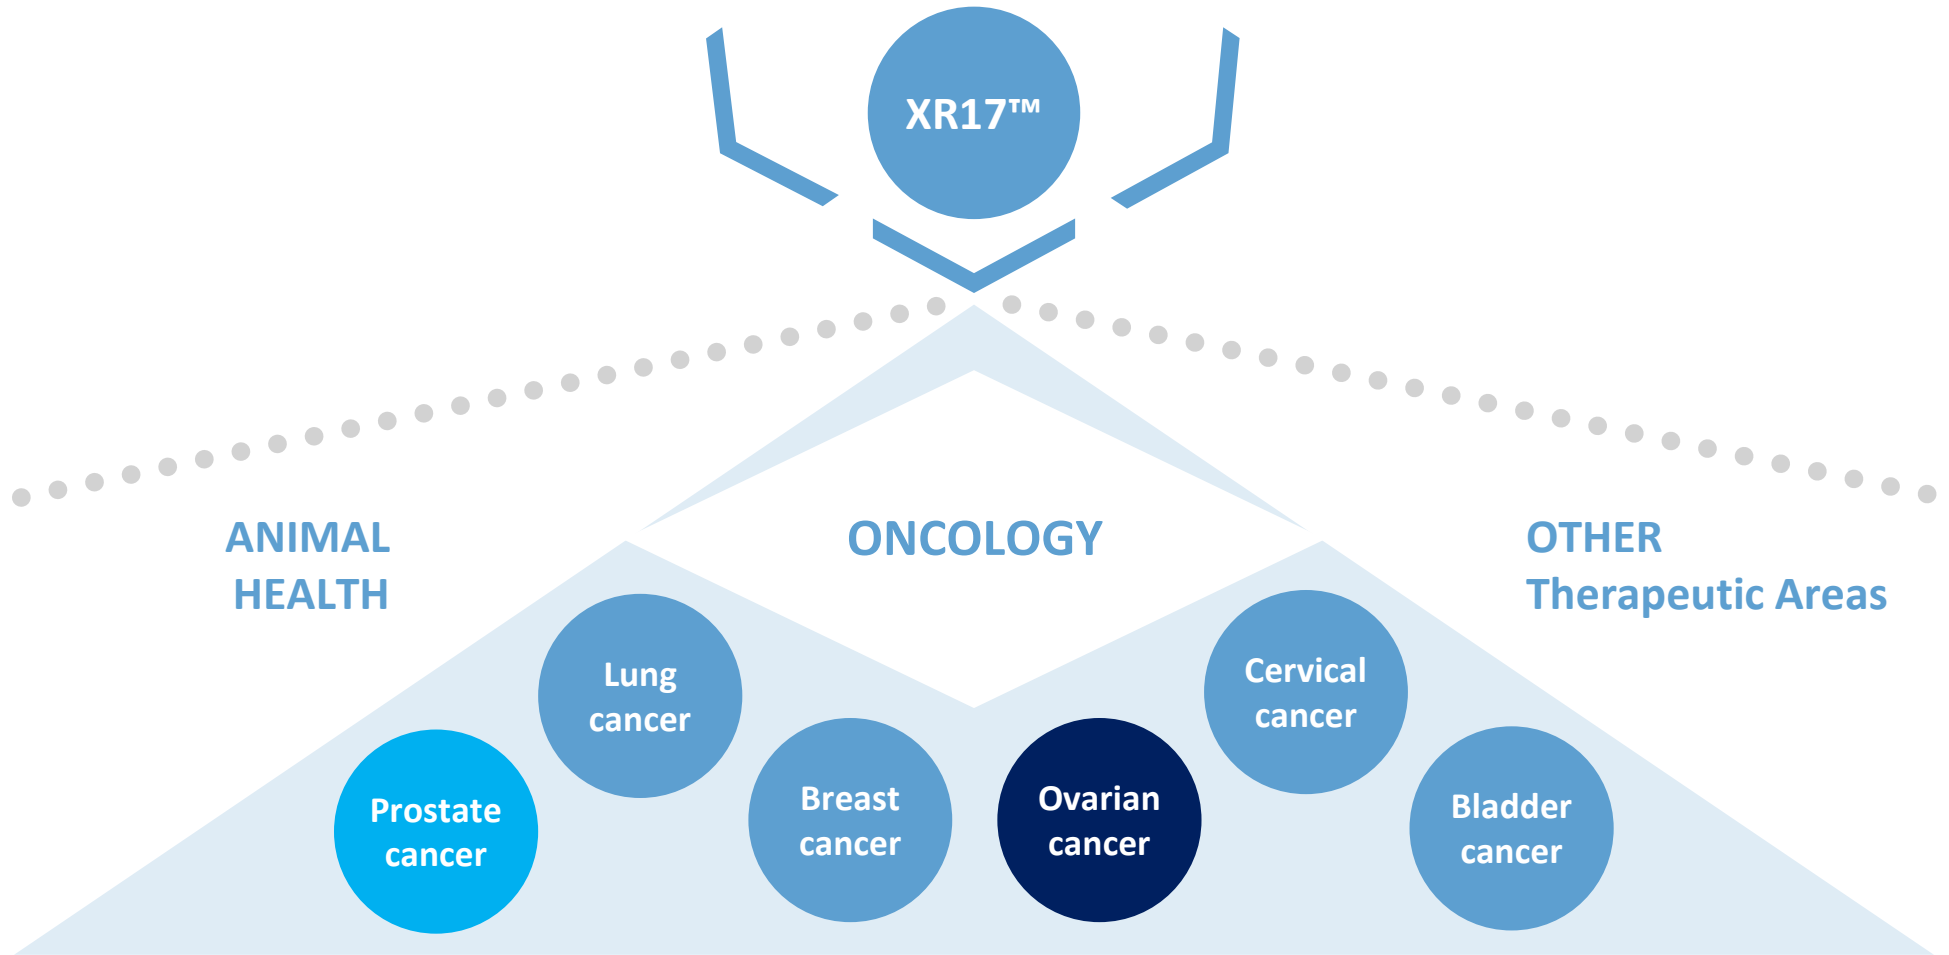 XR17™
ANIMAL
HEALTH
ONCOLOGY
OTHER
Therapeutic Areas
Prostate
cancer
Lung
cancer
Breast
cancer
Ovarian
cancer
Cervical
cancer
Bladder
cancer